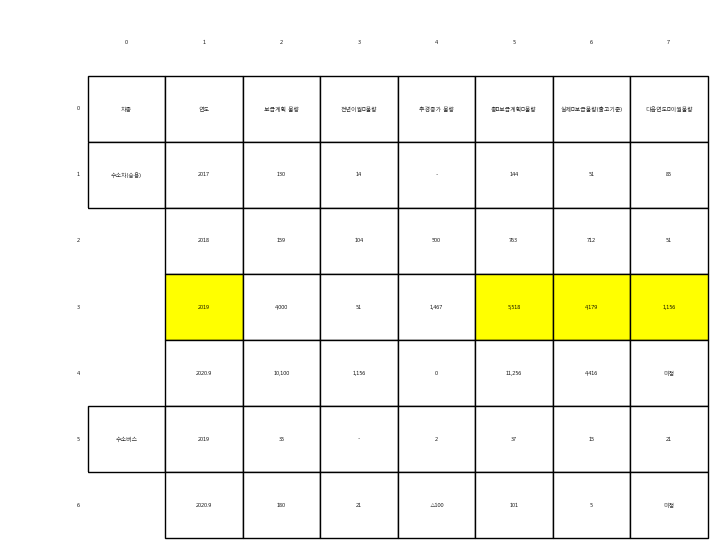 0 1 2 3 4 5 6 7
0 차종 연도 보급계획 물량 전년이월□물량 추경증가 물량 총□보급계획□물량 실제□보급물량(출고기준) 다음연도□이월물량
1 수소차(승용) 2017 130 14 - 144 51
2 2018 159 104 500 763 712 51
3 2019 4,000 51 1,467 5,518 4,179 1,156
4 2020.9 10,100 1,156 0 11,256 4,416 미정
5 수소버스 2019 35 - 2 37 15 21
6 2020.9 180 21 △100 101 5 미정